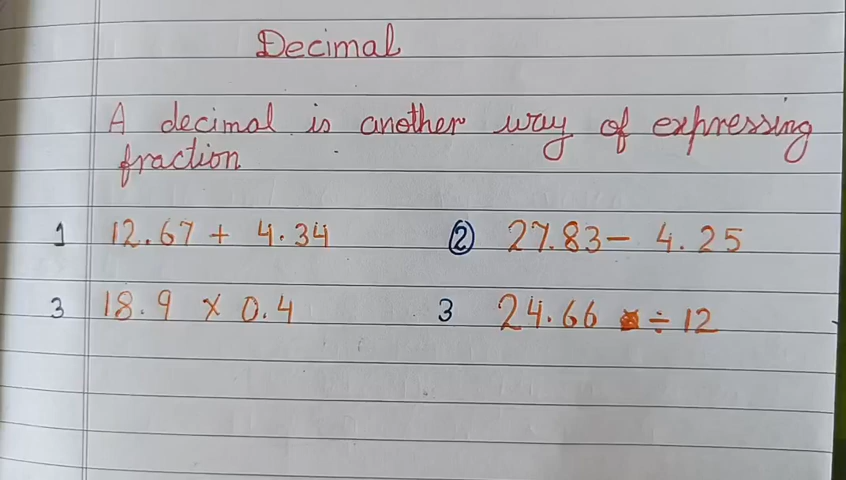 Decimal
A decimal is another way of expressing
fraction
1 12.67 + 4.34 ② 27.83 - 4.25
3 18.9 × 0.4 3 24.66 ÷ 12